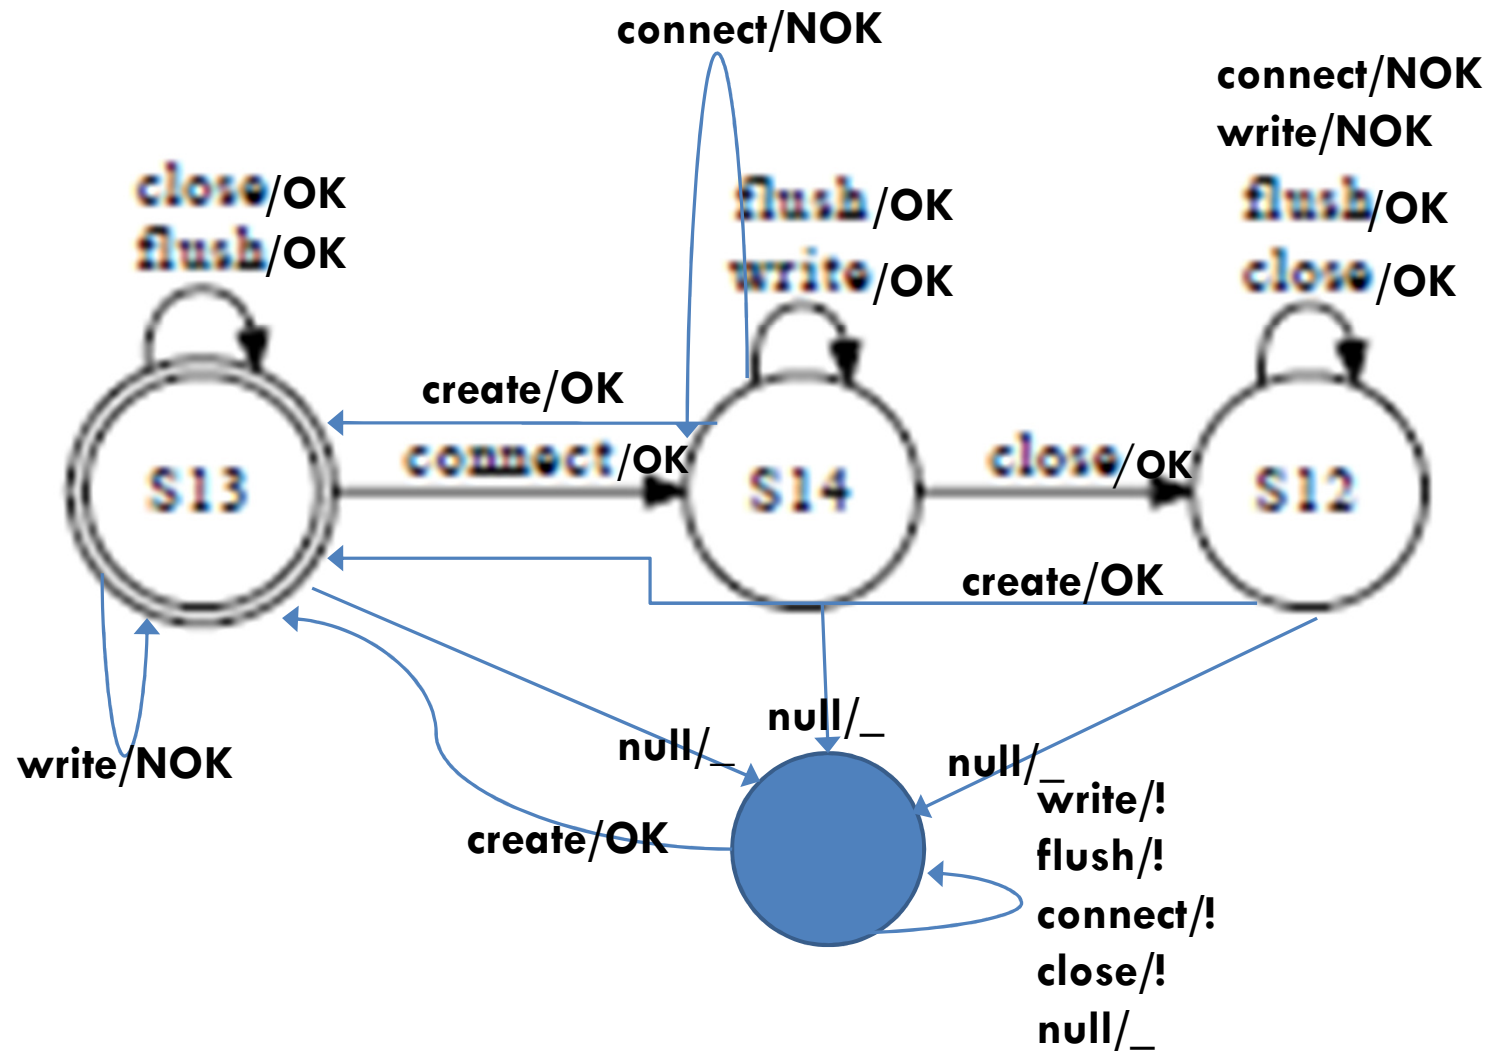 connect/NOK
connect/NOK
write/NOK
close/OK
flush/OK
flush/OK
write/OK
flush/OK
close/OK
create/OK
connect/OK
close/OK
S13
S14
S12
create/OK
null/_
null/_
null/_
write/NOK
create/OK
write/!
flush/!
connect/!
close/!
null/_